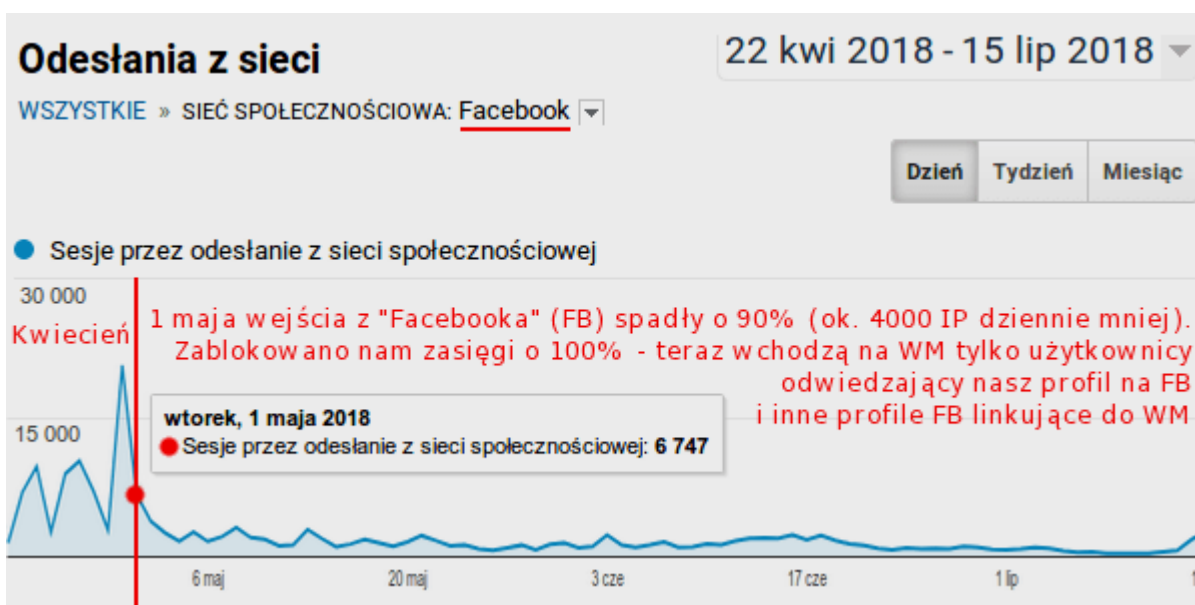 Odesłania z sieci
22 kwi 2018 - 15 lip 2018
WSZYSTKIE » SIEĆ SPOŁECZNOŚCIOWA: Facebook
Dzień Tydzień Miesiąc
Sesje przez odesłanie z sieci społecznościowej
30 000
Kwiecień
1 maja wejścia z "Facebooka" (FB) spadły o 90% (ok. 4000 IP dziennie mniej).
Zablokowano nam zasięgi o 100% - teraz wchodzą na WM tylko użytkownicy
odwiedzający nasz profil na FB
i inne profile FB linkujące do WM
15 000
wtorek, 1 maja 2018
Sesje przez odesłanie z sieci społecznościowej: 6 747
6 maj 20 maj 3 cze 17 cze 1 lip